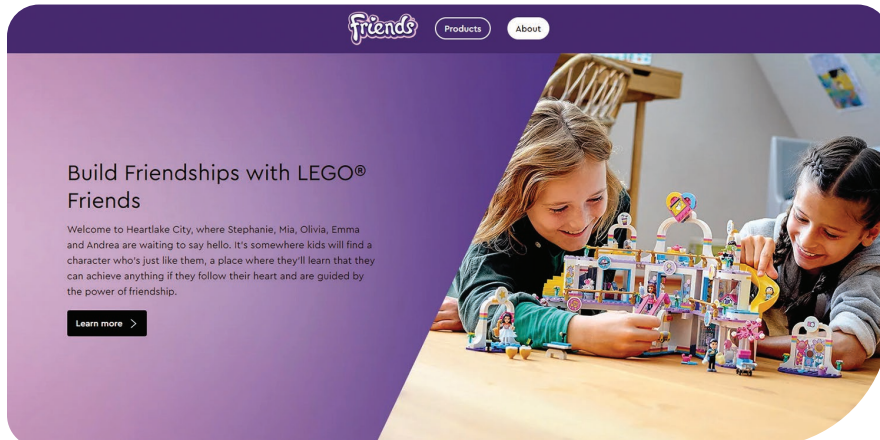 Friends
Products
About
Build Friendships with LEGO®
Friends
Welcome to Heartlake City, where Stephanie, Mia, Olivia, Emma
and Andrea are waiting to say hello. It's somewhere kids will find a
character who's just like them, a place where they'll learn that they
can achieve anything if they follow their heart and are guided by
the power of friendship.
Learn more